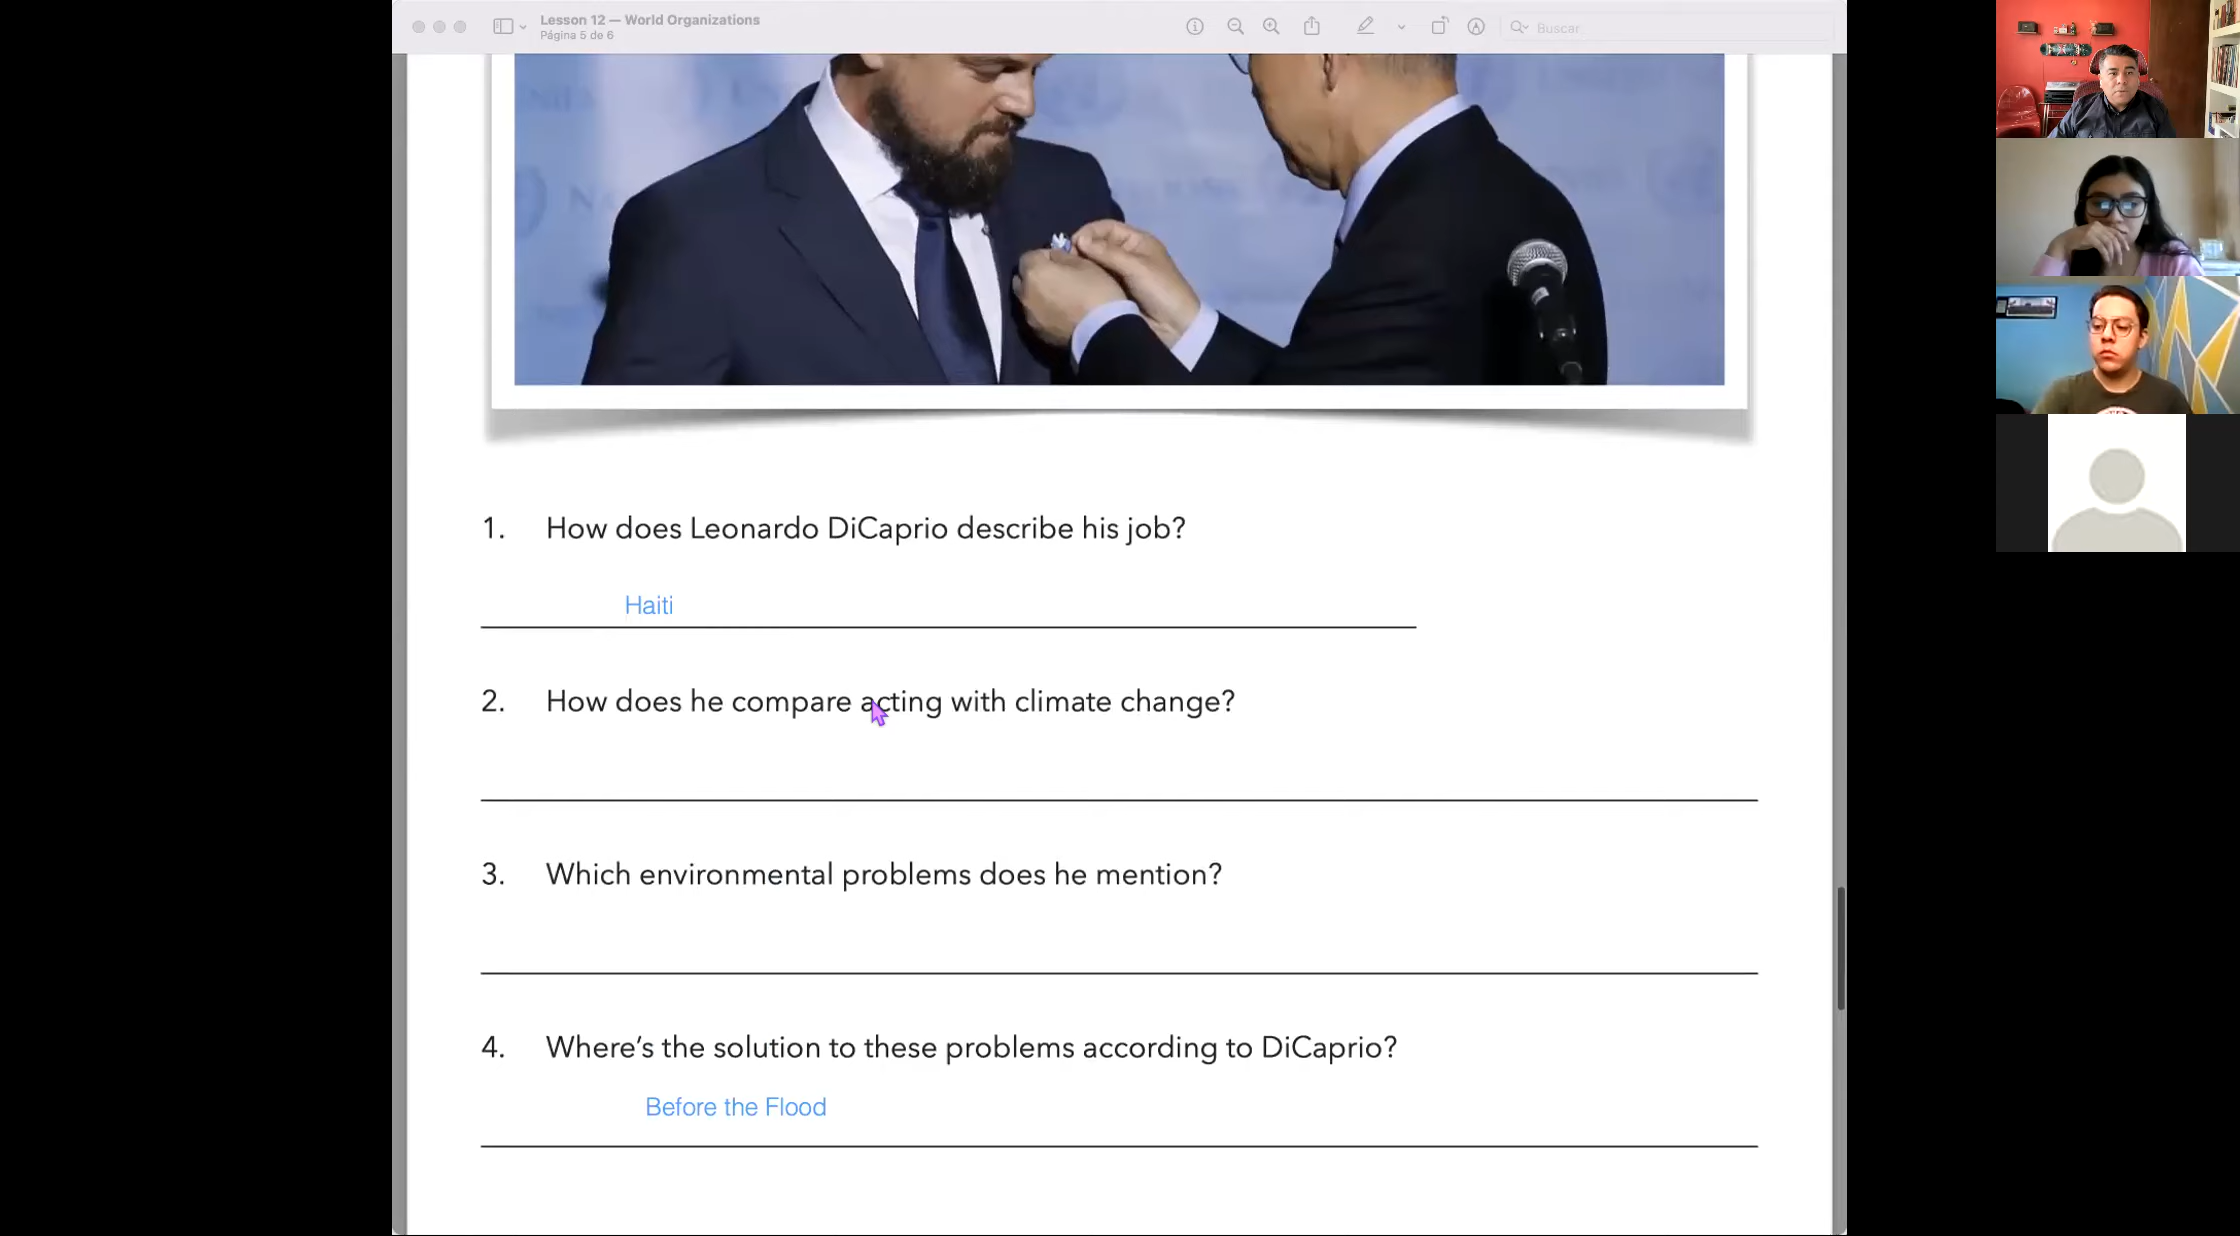 Lesson 12 — World Organizations
Página 5 de 6
Buscar
1. How does Leonardo DiCaprio describe his job?
Haiti
2. How does he compare acting with climate change?
3. Which environmental problems does he mention?
4. Where's the solution to these problems according to DiCaprio?
Before the Flood